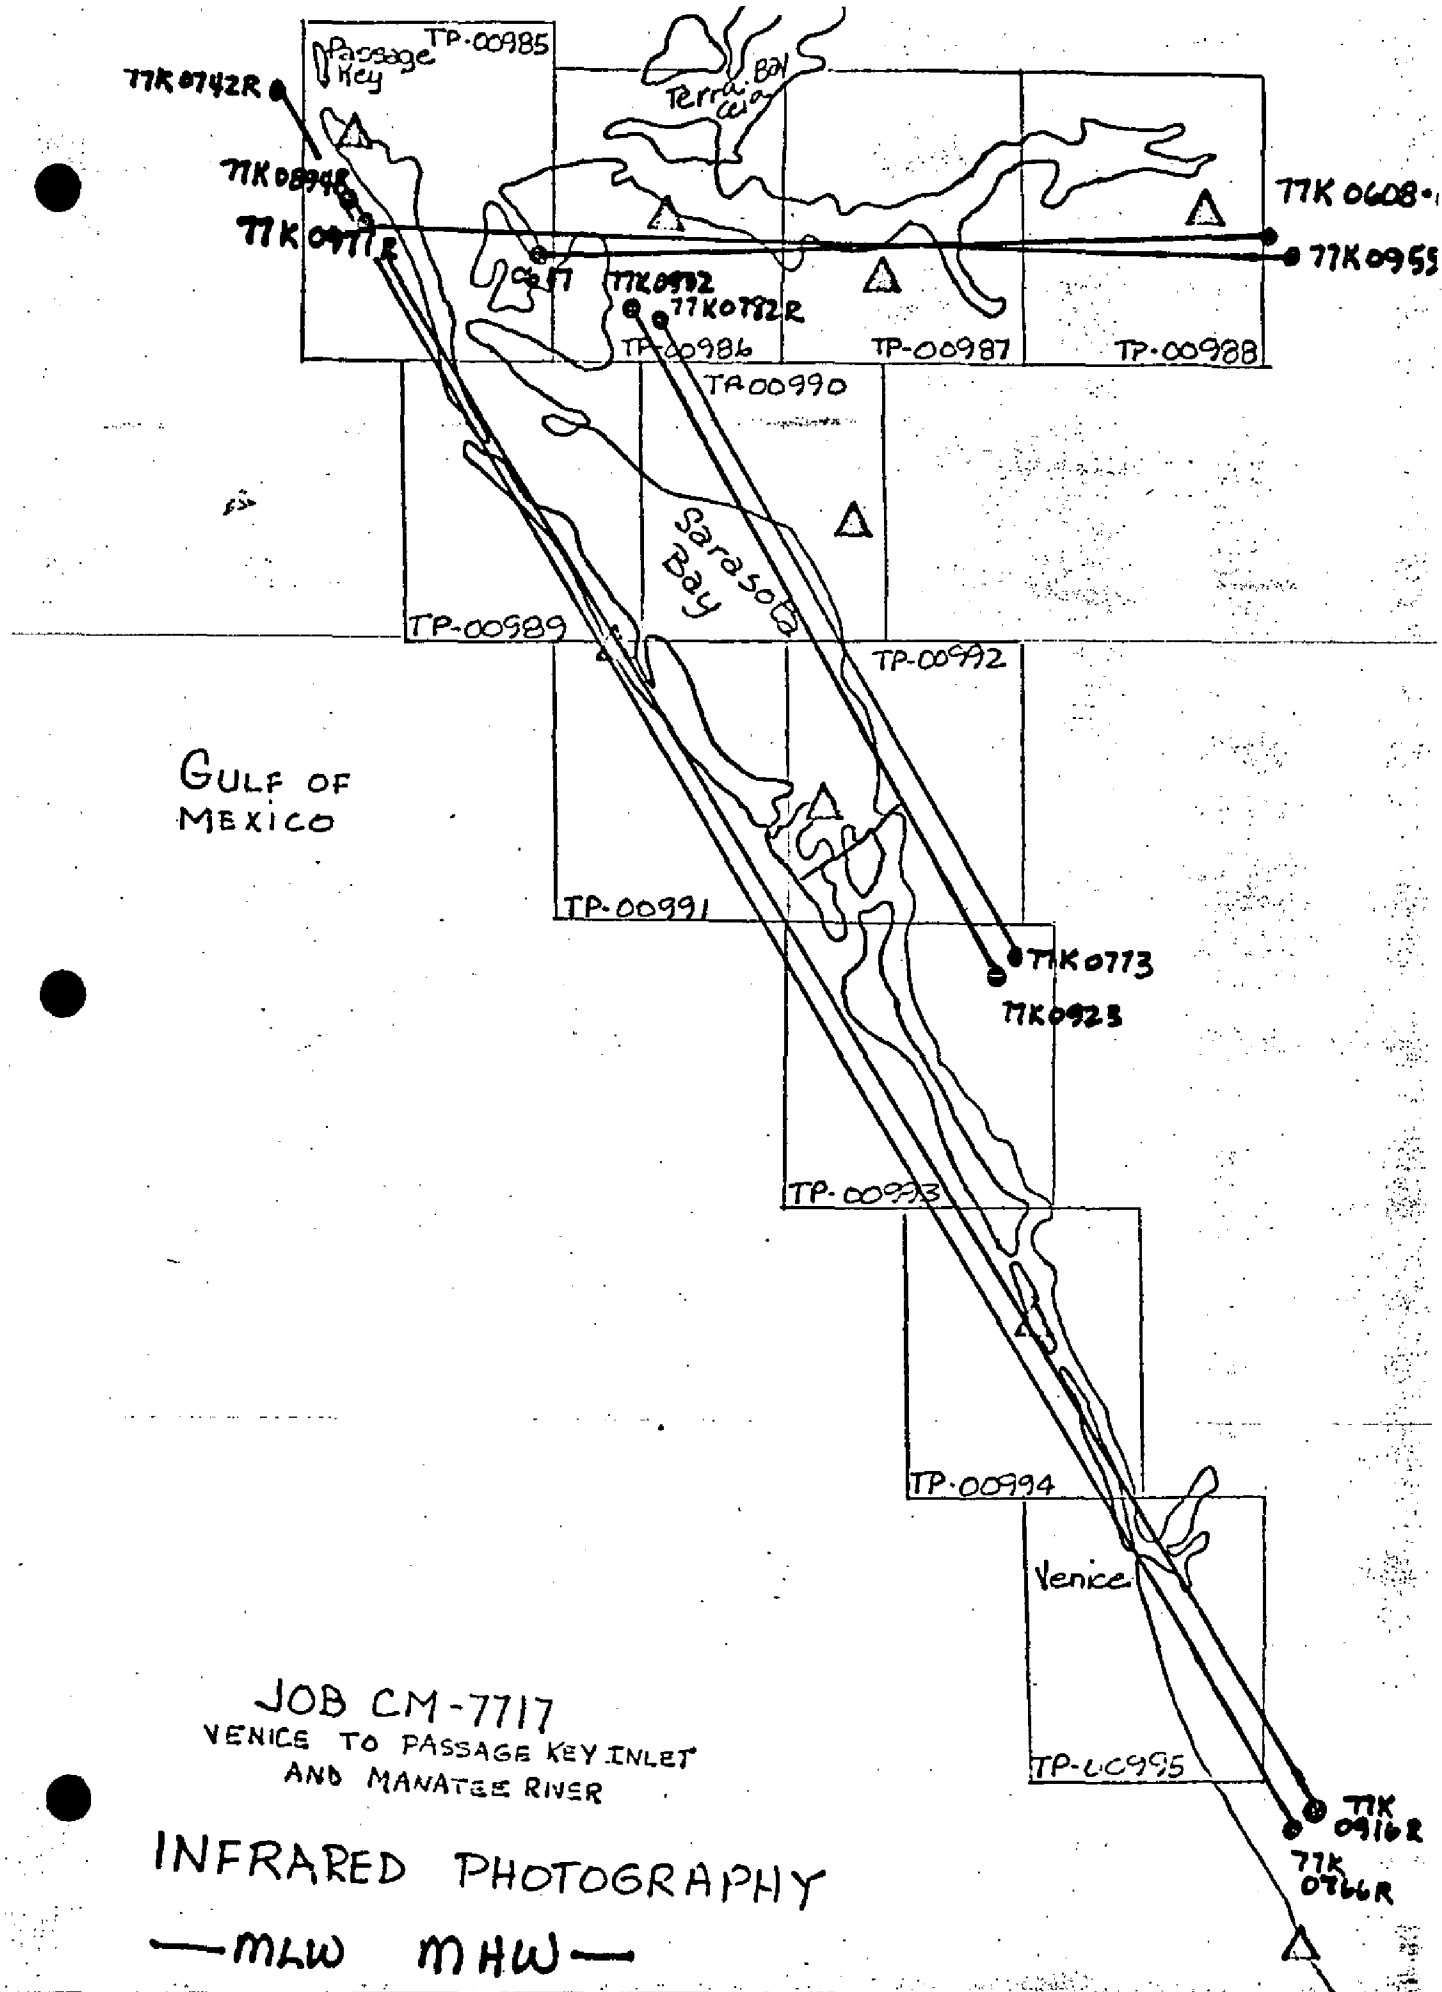 TP-00985
Passage
Key
77K0742R
Bay
Terra
Ceia
77K0894R
77K 0608
77K 0977R
77K0955
77K0782R
TP-00986
TP-00987
TP-00988
TP-00990
Sarasota
Bay
TP-00989
TP-00992
GULF OF
MEXICO
TP-00991
77K0773
77K0923
TP-00993
TP-00994
Venice
TP-00995
JOB CM-7717
VENICE TO PASSAGE KEY INLET
AND MANATEE RIVER
77K
0916R
INFRARED PHOTOGRAPHY
77K
0766R
—MLW MHW—